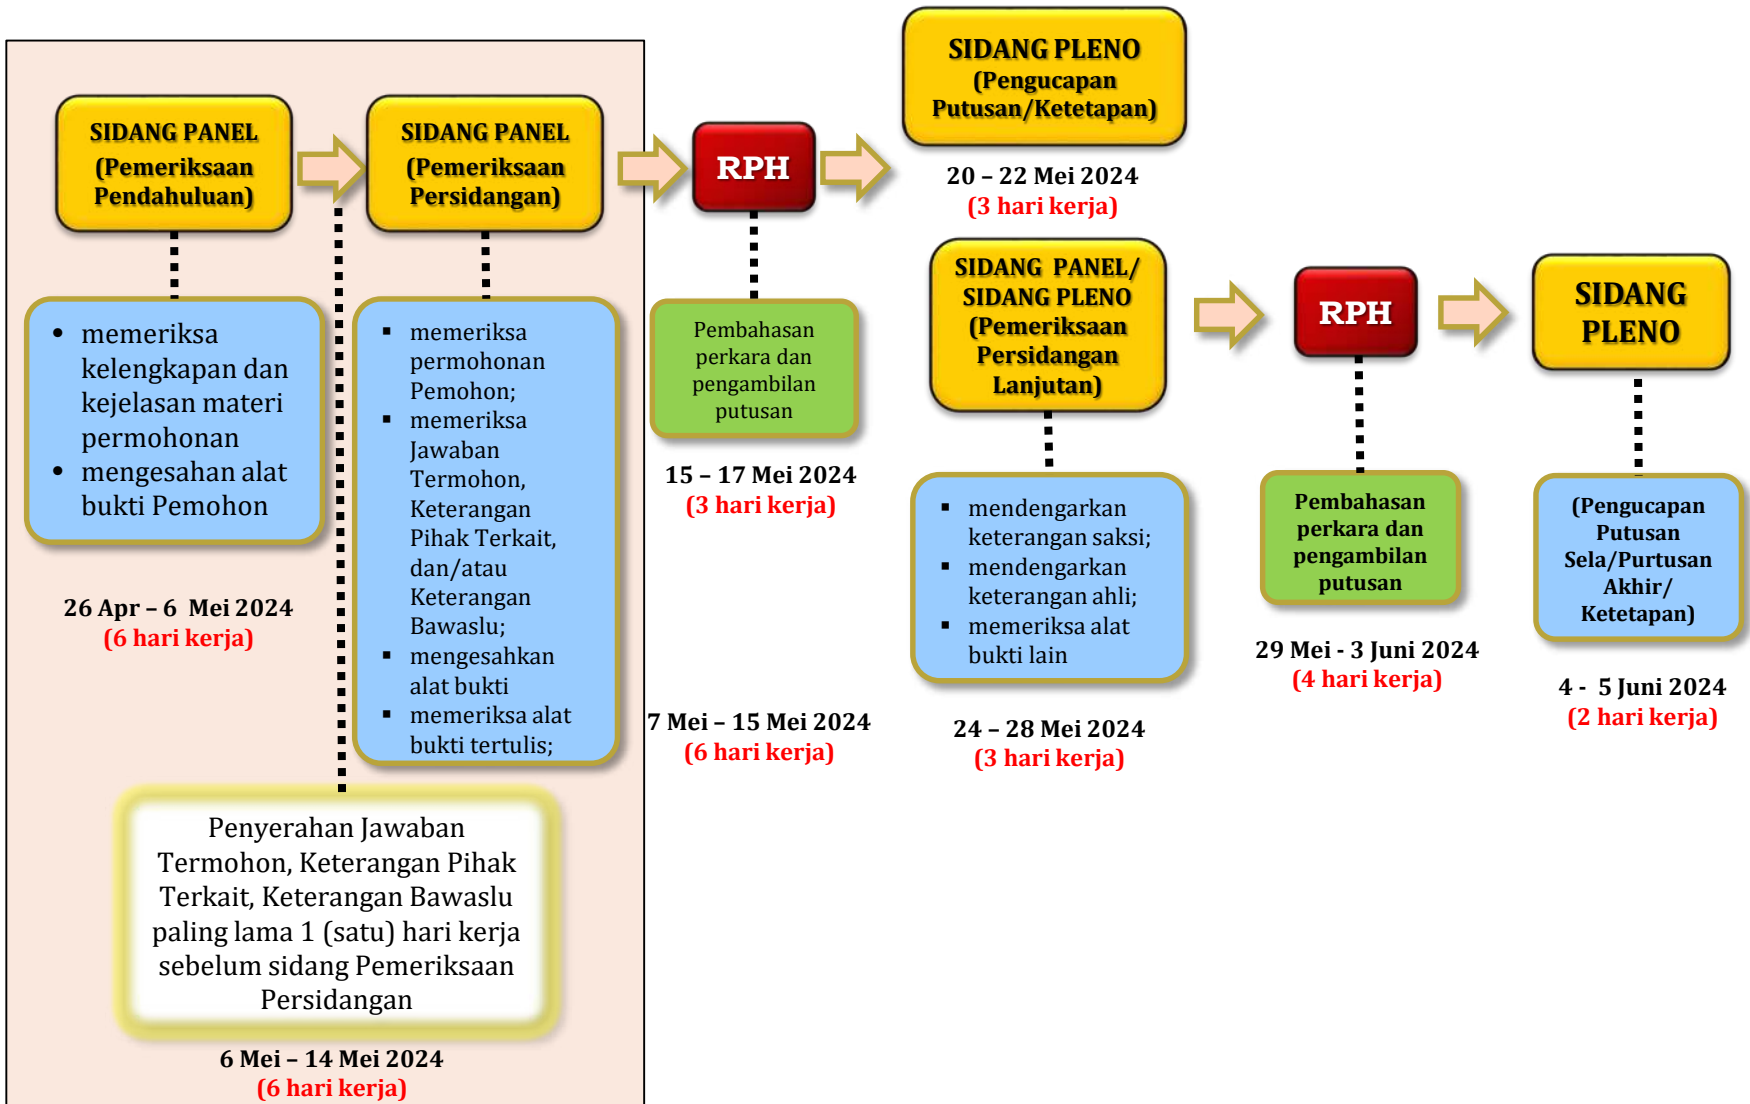 SIDANG PANEL
(Pemeriksaan
Pendahuluan)
• memeriksa
kelengkapan dan
kejelasan materi
permohonan
• mengesahan alat
bukti Pemohon
26 Apr – 6 Mei 2024
(6 hari kerja)
SIDANG PANEL
(Pemeriksaan
Persidangan)
▪ memeriksa
permohonan
Pemohon;
▪ memeriksa
Jawaban
Termohon,
Keterangan
Pihak Terkait,
dan/atau
Keterangan
Bawaslu;
▪ mengesahkan
alat bukti
▪ memeriksa alat
bukti tertulis;
7 Mei – 15 Mei 2024
(6 hari kerja)
Penyerahan Jawaban
Termohon, Keterangan Pihak
Terkait, Keterangan Bawaslu
paling lama 1 (satu) hari kerja
sebelum sidang Pemeriksaan
Persidangan
6 Mei – 14 Mei 2024
(6 hari kerja)
RPH
Pembahasan
perkara dan
pengambilan
putusan
15 – 17 Mei 2024
(3 hari kerja)
SIDANG PLENO
(Pengucapan
Putusan/Ketetapan)
20 – 22 Mei 2024
(3 hari kerja)
SIDANG PANEL/
SIDANG PLENO
(Pemeriksaan
Persidangan
Lanjutan)
▪ mendengarkan
keterangan saksi;
▪ mendengarkan
keterangan ahli;
▪ memeriksa alat
bukti lain
24 – 28 Mei 2024
(3 hari kerja)
RPH
Pembahasan
perkara dan
pengambilan
putusan
29 Mei - 3 Juni 2024
(4 hari kerja)
SIDANG
PLENO
(Pengucapan
Putusan
Sela/Purtusan
Akhir/
Ketetapan)
4 - 5 Juni 2024
(2 hari kerja)